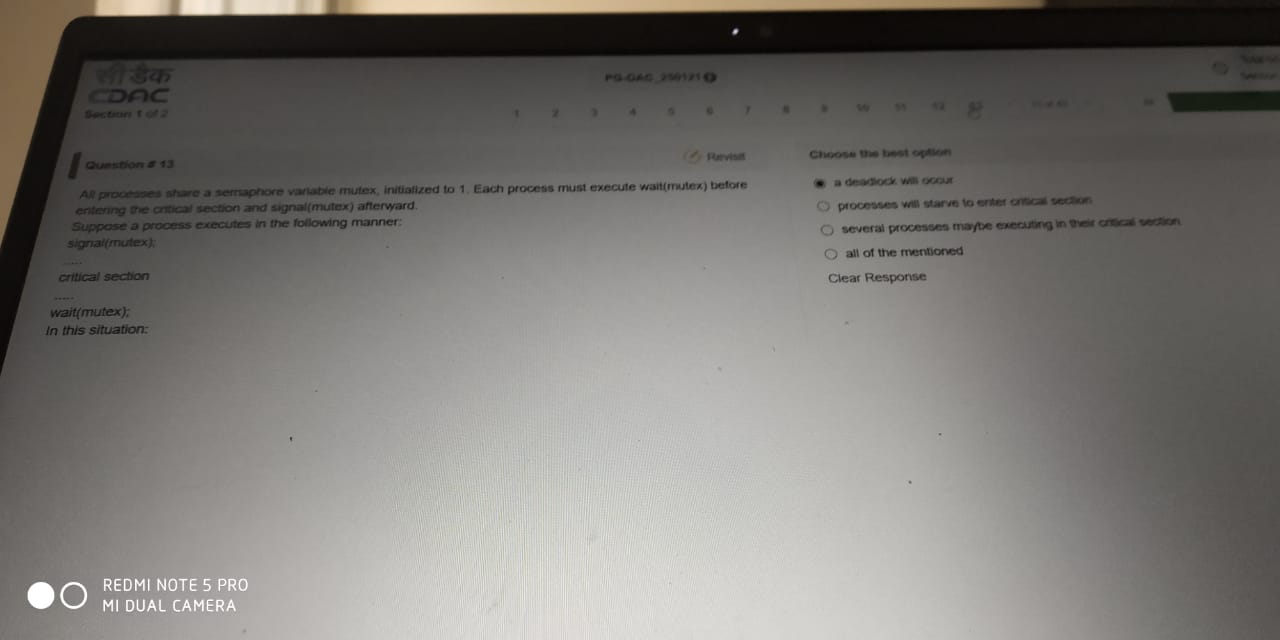 सी डैक
CDAC
Section 1 of 2
PG-DAC_250121
1 2 3 4 5 6 7 8 9 10 11 12
Question # 13
Revisit
All processes share a semaphore variable mutex, initialized to 1. Each process must execute wait(mutex) before
entering the critical section and signal(mutex) afterward.
Suppose a process executes in the following manner:
signal(mutex);
.....
critical section
.....
wait(mutex);
In this situation:
Choose the best option
a deadlock will occur
processes will starve to enter critical section
several processes maybe executing in their critical section
all of the mentioned
Clear Response
REDMI NOTE 5 PRO
MI DUAL CAMERA